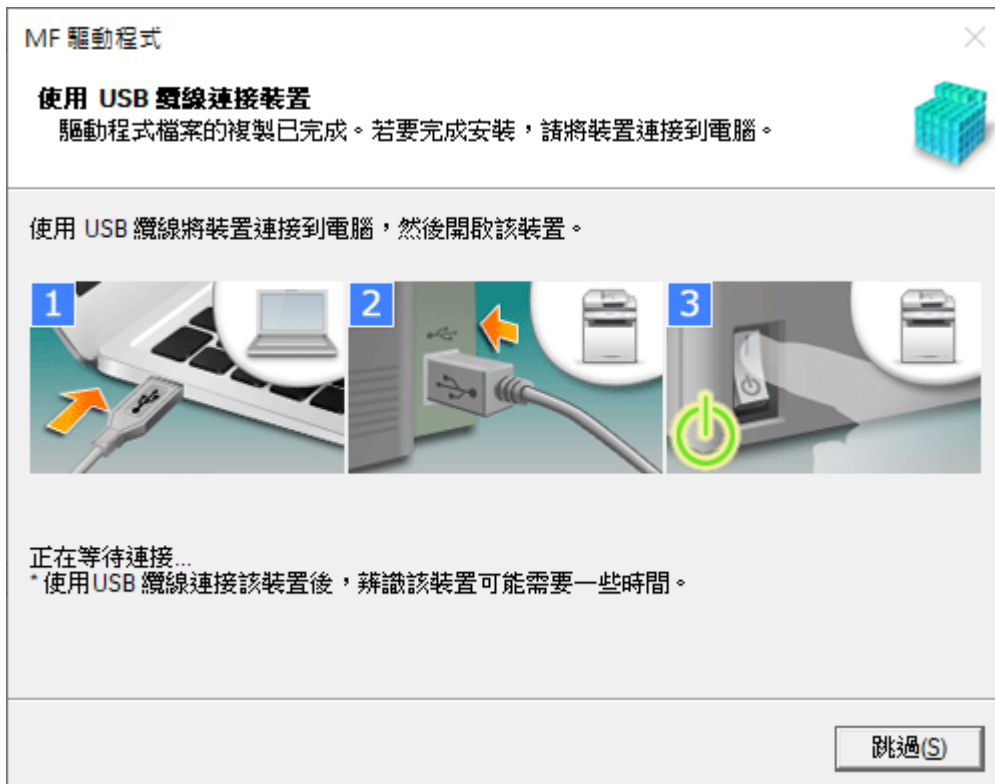 MF 驅動程式
使用 USB 纜線連接裝置
驅動程式檔案的複製已完成。若要完成安裝，請將裝置連接到電腦。
使用 USB 纜線將裝置連接到電腦，然後開啟該裝置。
1
2
3
正在等待連接...
* 使用USB 纜線連接該裝置後，辨識該裝置可能需要一些時間。
跳過(S)